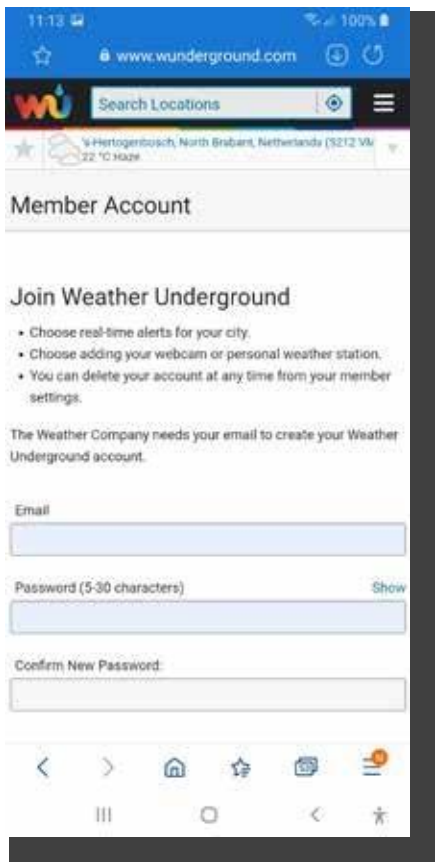 11:13 100%
www.wunderground.com
wu
Search Locations
's-Hertogenbosch, North Brabant, Netherlands (5212 VM
22 °C Haze
Member Account
Join Weather Underground
• Choose real-time alerts for your city.
• Choose adding your webcam or personal weather station.
• You can delete your account at any time from your member
settings.
The Weather Company needs your email to create your Weather
Underground account.
Email
Password (5-30 characters) Show
Confirm New Password: